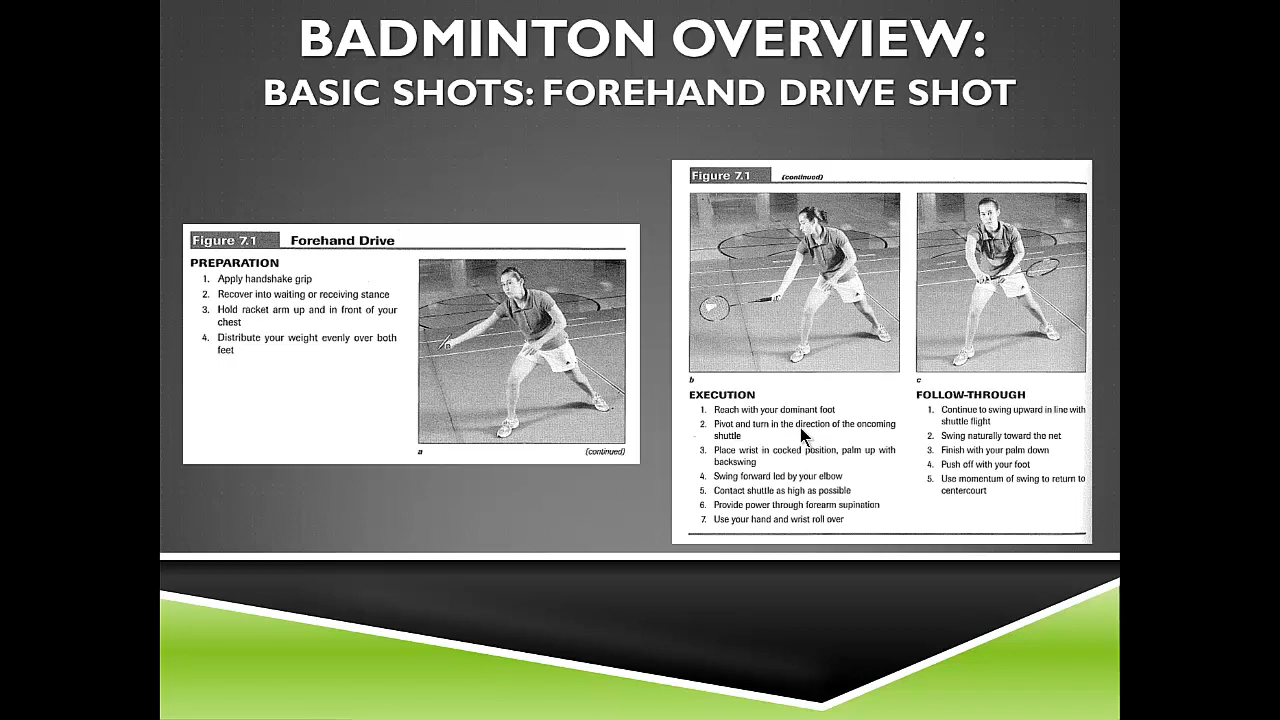 BADMINTON OVERVIEW:
BASIC SHOTS: FOREHAND DRIVE SHOT
Figure 7.1 Forehand Drive
PREPARATION
1. Apply handshake grip
2. Recover into waiting or receiving stance
3. Hold racket arm up and in front of your
chest
4. Distribute your weight evenly over both
feet
a
(continued)
Figure 7.1 (continued)
b
EXECUTION
1. Reach with your dominant foot
2. Pivot and turn in the direction of the oncoming
shuttle
3. Place wrist in cocked position, palm up with
backswing
4. Swing forward led by your elbow
5. Contact shuttle as high as possible
6. Provide power through forearm supination
7. Use your hand and wrist roll over
c
FOLLOW-THROUGH
1. Continue to swing upward in line with
shuttle flight
2. Swing naturally toward the net
3. Finish with your palm down
4. Push off with your foot
5. Use momentum of swing to return to
centercourt